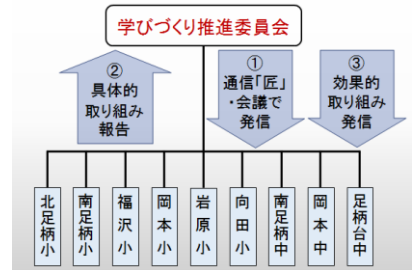 学びづくり推進委員会
②
具体的
取り組み
報告
①
通信「匠」
・会議で
発信
③
効果的
取り組み
発信
北足柄小
南足柄小
福沢小
岡本小
岩原小
向田小
南足柄中
岡本中
足柄台中